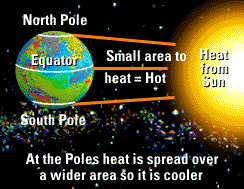 North Pole
Small area to
Equator
heat = Hot
Heat
from
Sun
South Pole
At the Poles heat is spread over
a wider area so it is cooler